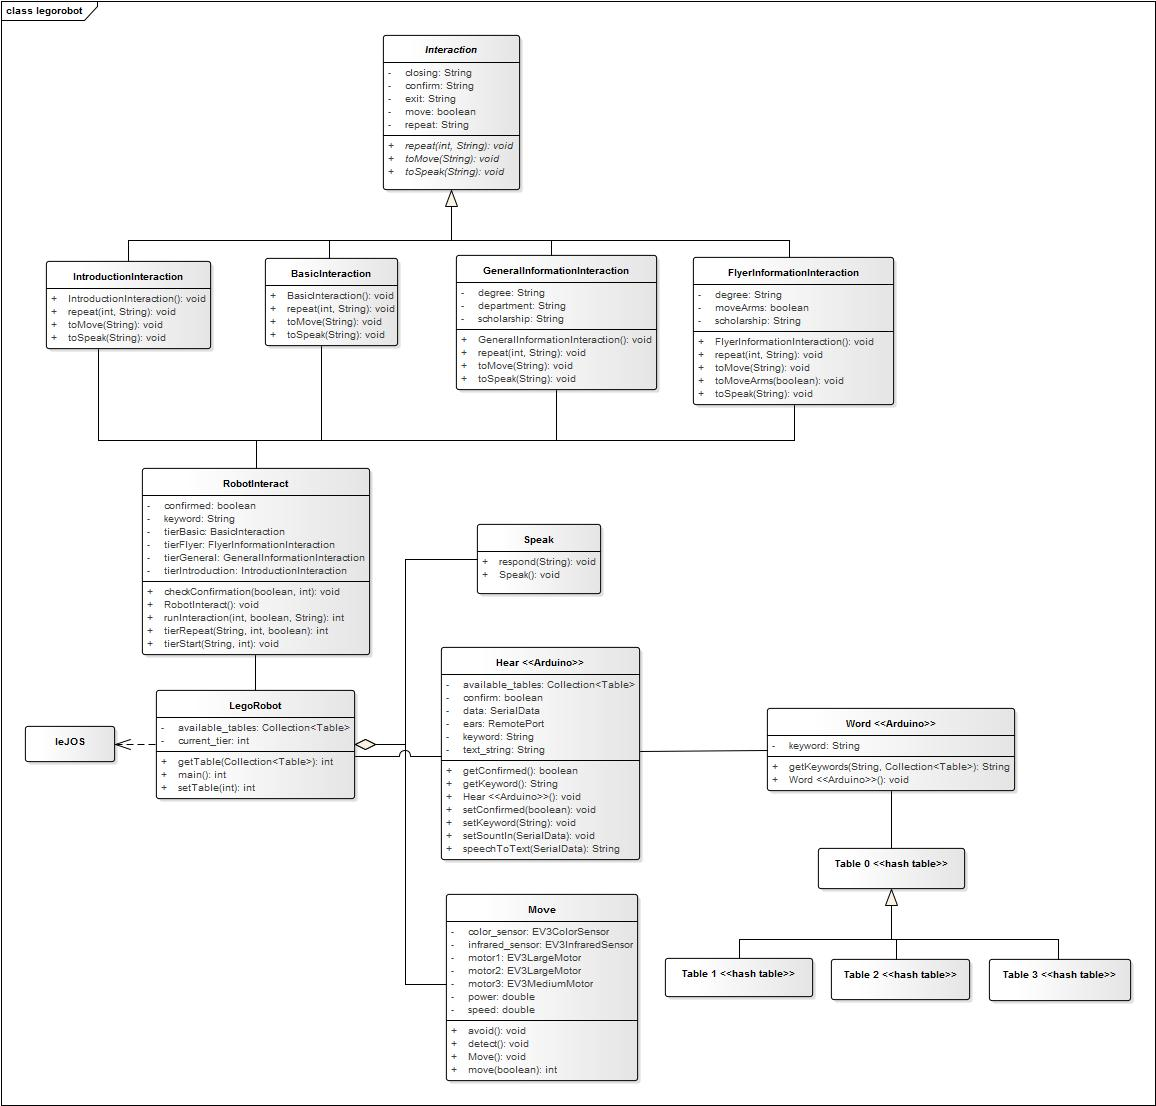 class legorobot
Interaction
- closing: String
- confirm: String
- exit: String
- move: boolean
- repeat: String
+ repeat(int, String): void
+ toMove(String): void
+ toSpeak(String): void
IntroductionInteraction
+ IntroductionInteraction(): void
+ repeat(int, String): void
+ toMove(String): void
+ toSpeak(String): void
BasicInteraction
+ BasicInteraction(): void
+ repeat(int, String): void
+ toMove(String): void
+ toSpeak(String): void
GeneralInformationInteraction
- degree: String
- department: String
- scholarship: String
+ GeneralInformationInteraction(): void
+ repeat(int, String): void
+ toMove(String): void
+ toSpeak(String): void
FlyerInformationInteraction
- degree: String
- moveArms: boolean
- scholarship: String
+ FlyerInformationInteraction(): void
+ repeat(int, String): void
+ toMove(String): void
+ toMoveArms(boolean): void
+ toSpeak(String): void
RobotInteract
- confirmed: boolean
- keyword: String
- tierBasic: BasicInteraction
- tierFlyer: FlyerInformationInteraction
- tierGeneral: GeneralInformationInteraction
- tierIntroduction: IntroductionInteraction
+ checkConfirmation(boolean, int): void
+ RobotInteract(): void
+ runInteraction(int, boolean, String): int
+ tierRepeat(String, int, boolean): int
+ tierStart(String, int): void
Speak
+ respond(String): void
+ Speak(): void
leJOS
LegoRobot
- available_tables: Collection<Table>
- current_tier: int
+ getTable(Collection<Table>): int
+ main(): int
+ setTable(int): int
Hear <<Arduino>>
- available_tables: Collection<Table>
- confirm: boolean
- data: SerialData
- ears: RemotePort
- keyword: String
- text_string: String
+ getConfirmed(): boolean
+ getKeyword(): String
+ Hear <<Arduino>>(): void
+ setConfirmed(boolean): void
+ setKeyword(String): void
+ setSountIn(SerialData): void
+ speechToText(SerialData): String
Word <<Arduino>>
- keyword: String
+ getKeywords(String, Collection<Table>): String
+ Word <<Arduino>>(): void
Table 0 <<hash table>>
Table 1 <<hash table>>
Table 2 <<hash table>>
Table 3 <<hash table>>
Move
- color_sensor: EV3ColorSensor
- infrared_sensor: EV3InfraredSensor
- motor1: EV3LargeMotor
- motor2: EV3LargeMotor
- motor3: EV3MediumMotor
- power: double
- speed: double
+ avoid(): void
+ detect(): void
+ Move(): void
+ move(boolean): int